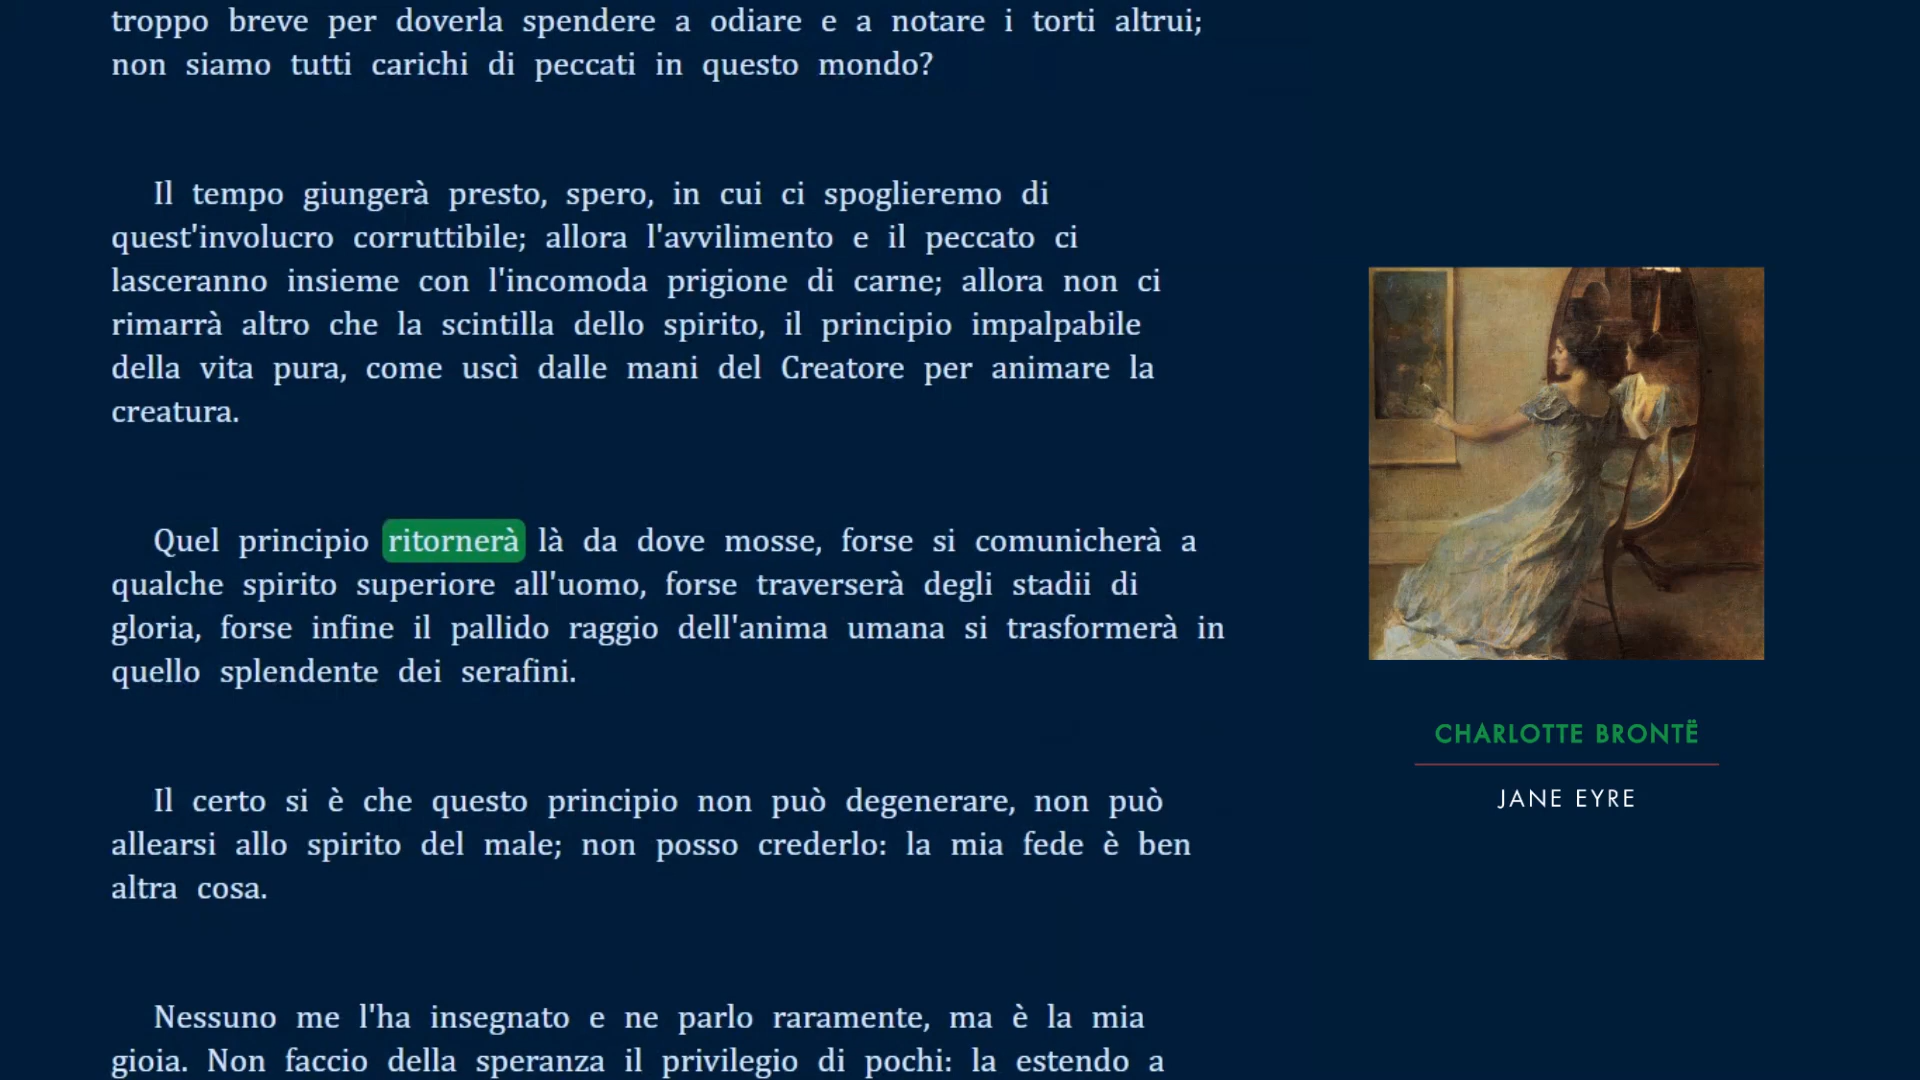 troppo breve per doverla spendere a odiare e a notare i torti altrui;
non siamo tutti carichi di peccati in questo mondo?
Il tempo giungerà presto, spero, in cui ci spoglieremo di
quest'involucro corruttibile; allora l'avvilimento e il peccato ci
lasceranno insieme con l'incomoda prigione di carne; allora non ci
rimarrà altro che la scintilla dello spirito, il principio impalpabile
della vita pura, come uscì dalle mani del Creatore per animare la
creatura.
Quel principio ritornerà là da dove mosse, forse si comunicherà a
qualche spirito superiore all'uomo, forse traverserà degli stadii di
gloria, forse infine il pallido raggio dell'anima umana si trasformerà in
quello splendente dei serafini.
Il certo si è che questo principio non può degenerare, non può
allearsi allo spirito del male; non posso crederlo: la mia fede è ben
altra cosa.
Nessuno me l'ha insegnato e ne parlo raramente, ma è la mia
gioia. Non faccio della speranza il privilegio di pochi: la estendo a
CHARLOTTE BRONTË
JANE EYRE